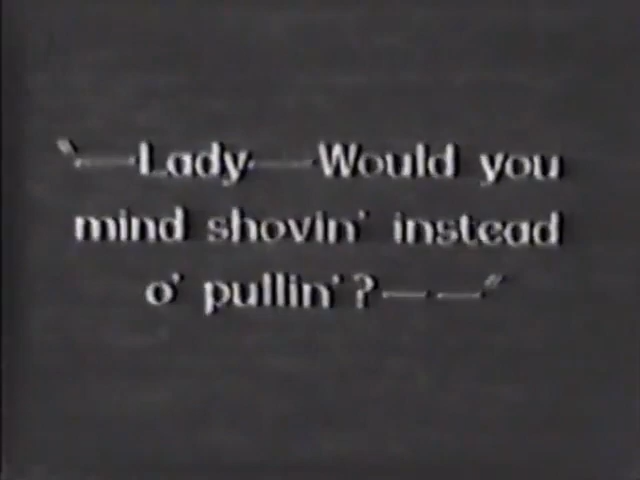 "—Lady——Would you
mind shovin' instead
o' pullin'?— —"